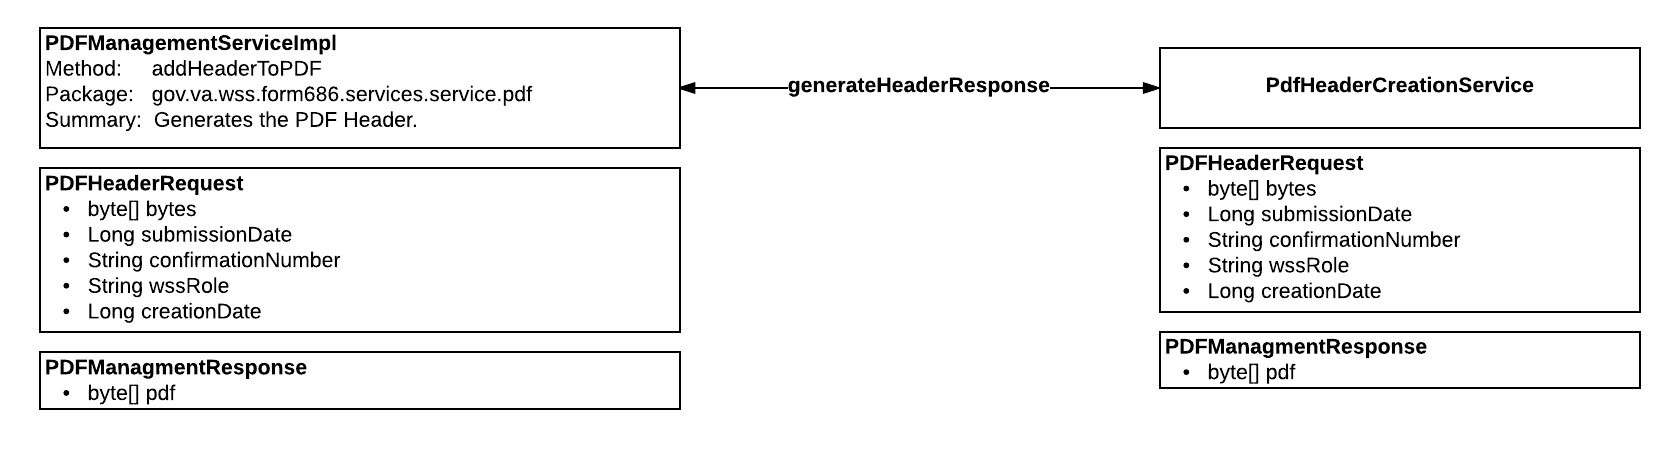 PDFManagementServiceImpl
Method: addHeaderToPDF
Package: gov.va.wss.form686.services.service.pdf
Summary: Generates the PDF Header.
generateHeaderResponse
PdfHeaderCreationService
PDFHeaderRequest
• byte[] bytes
• Long submissionDate
• String confirmationNumber
• String wssRole
• Long creationDate
PDFManagmentResponse
• byte[] pdf
PDFHeaderRequest
• byte[] bytes
• Long submissionDate
• String confirmationNumber
• String wssRole
• Long creationDate
PDFManagmentResponse
• byte[] pdf